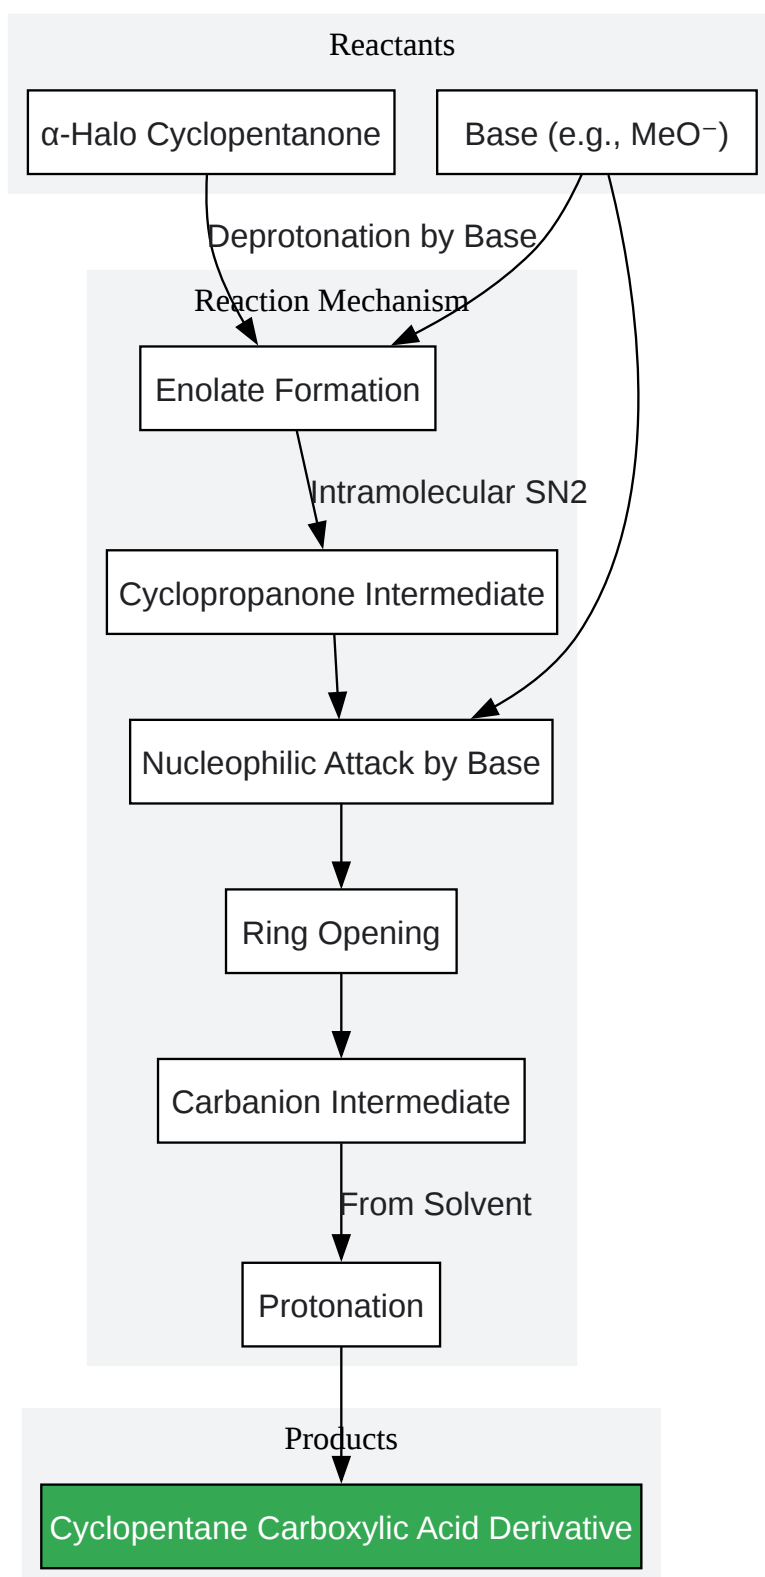 Reactants
α-Halo Cyclopentanone
Base (e.g., MeO⁻)
Deprotonation by Base
Reaction Mechanism
Enolate Formation
Intramolecular SN2
Cyclopropanone Intermediate
Nucleophilic Attack by Base
Ring Opening
Carbanion Intermediate
From Solvent
Protonation
Products
Cyclopentane Carboxylic Acid Derivative